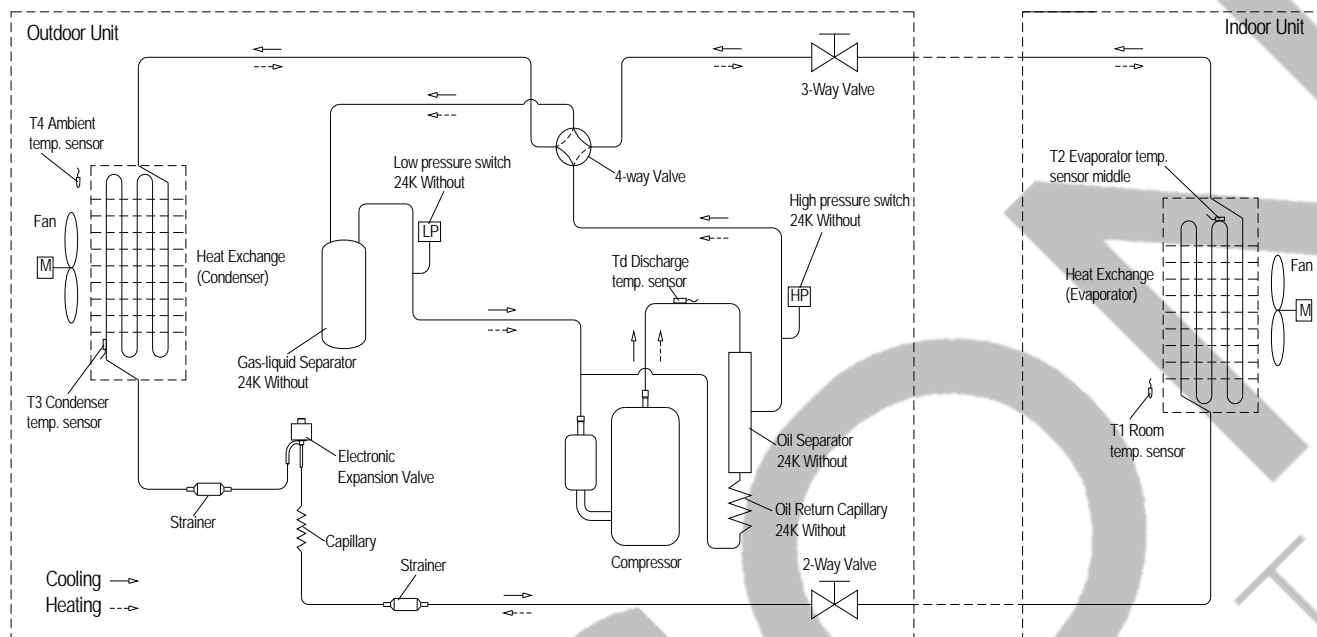 Outdoor Unit
Indoor Unit
3-Way Valve
T4 Ambient
temp. sensor
Low pressure switch
24K Without
4-way Valve
T2 Evaporator temp.
sensor middle
High pressure switch
24K Without
Fan
M
LP
Heat Exchange
(Condenser)
Td Discharge
temp. sensor
HP
Heat Exchange
(Evaporator)
Fan
M
Gas-liquid Separator
24K Without
T3 Condenser
temp. sensor
T1 Room
temp. sensor
Electronic
Expansion Valve
Oil Separator
24K Without
Strainer
Oil Return Capillary
24K Without
Capillary
Compressor
Strainer
2-Way Valve
Cooling
Heating